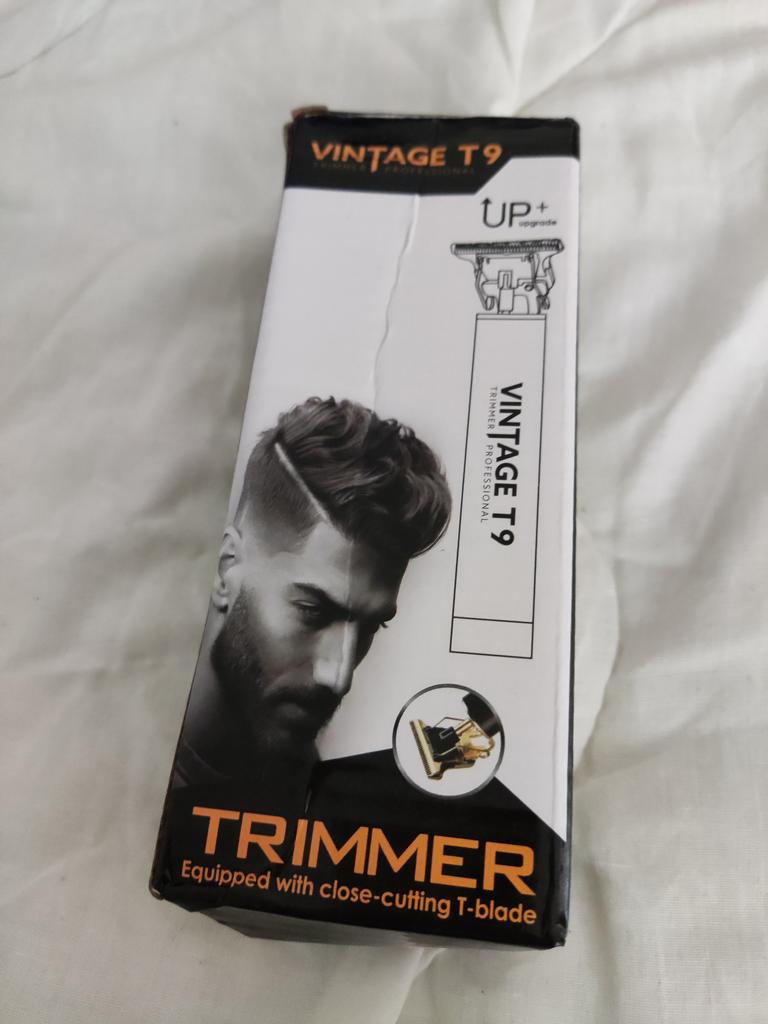 VINTAGE T9
TRIMMER PROFESSIONAL
UP+
upgrade
VINTAGE T9
TRIMMER PROFESSIONAL
TRIMMER
Equipped with close-cutting T-blade